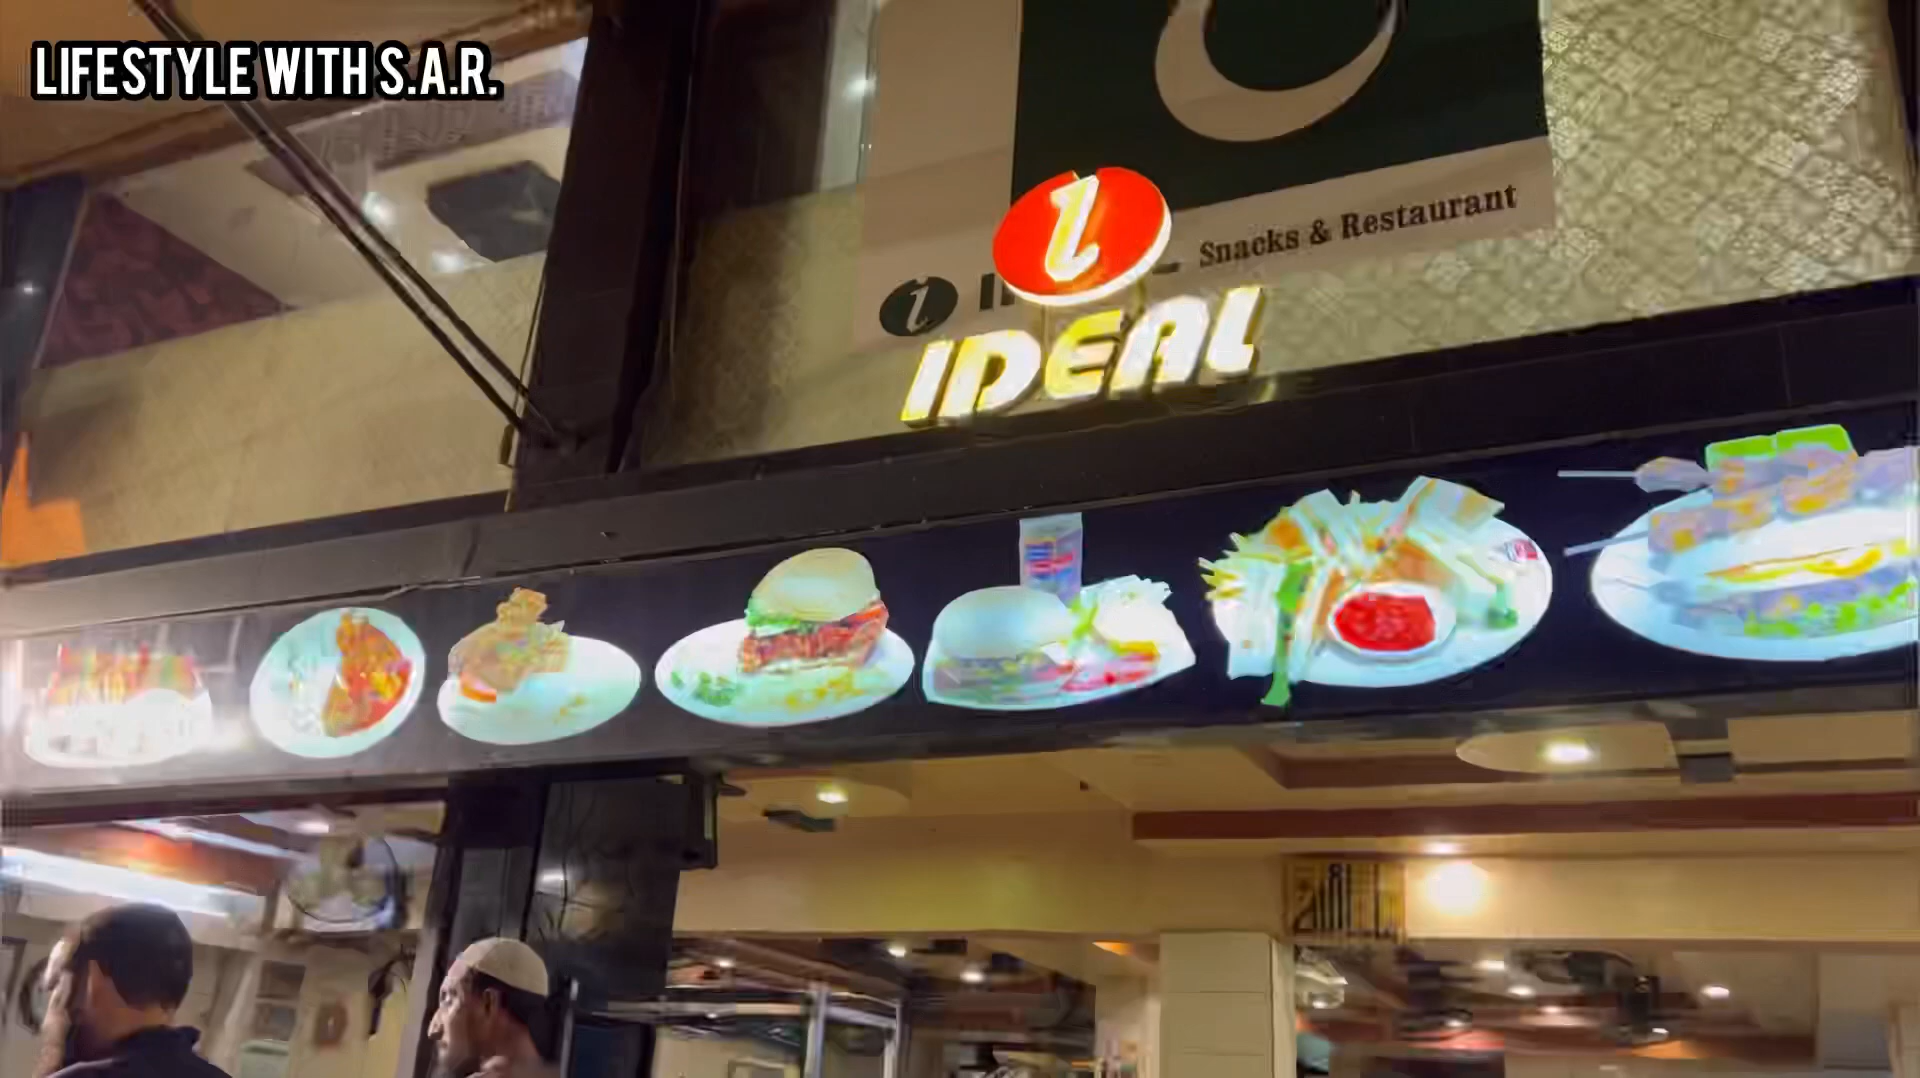 LIFESTYLE WITH S.A.R.
i
Snacks & Restaurant
i
IDEAL